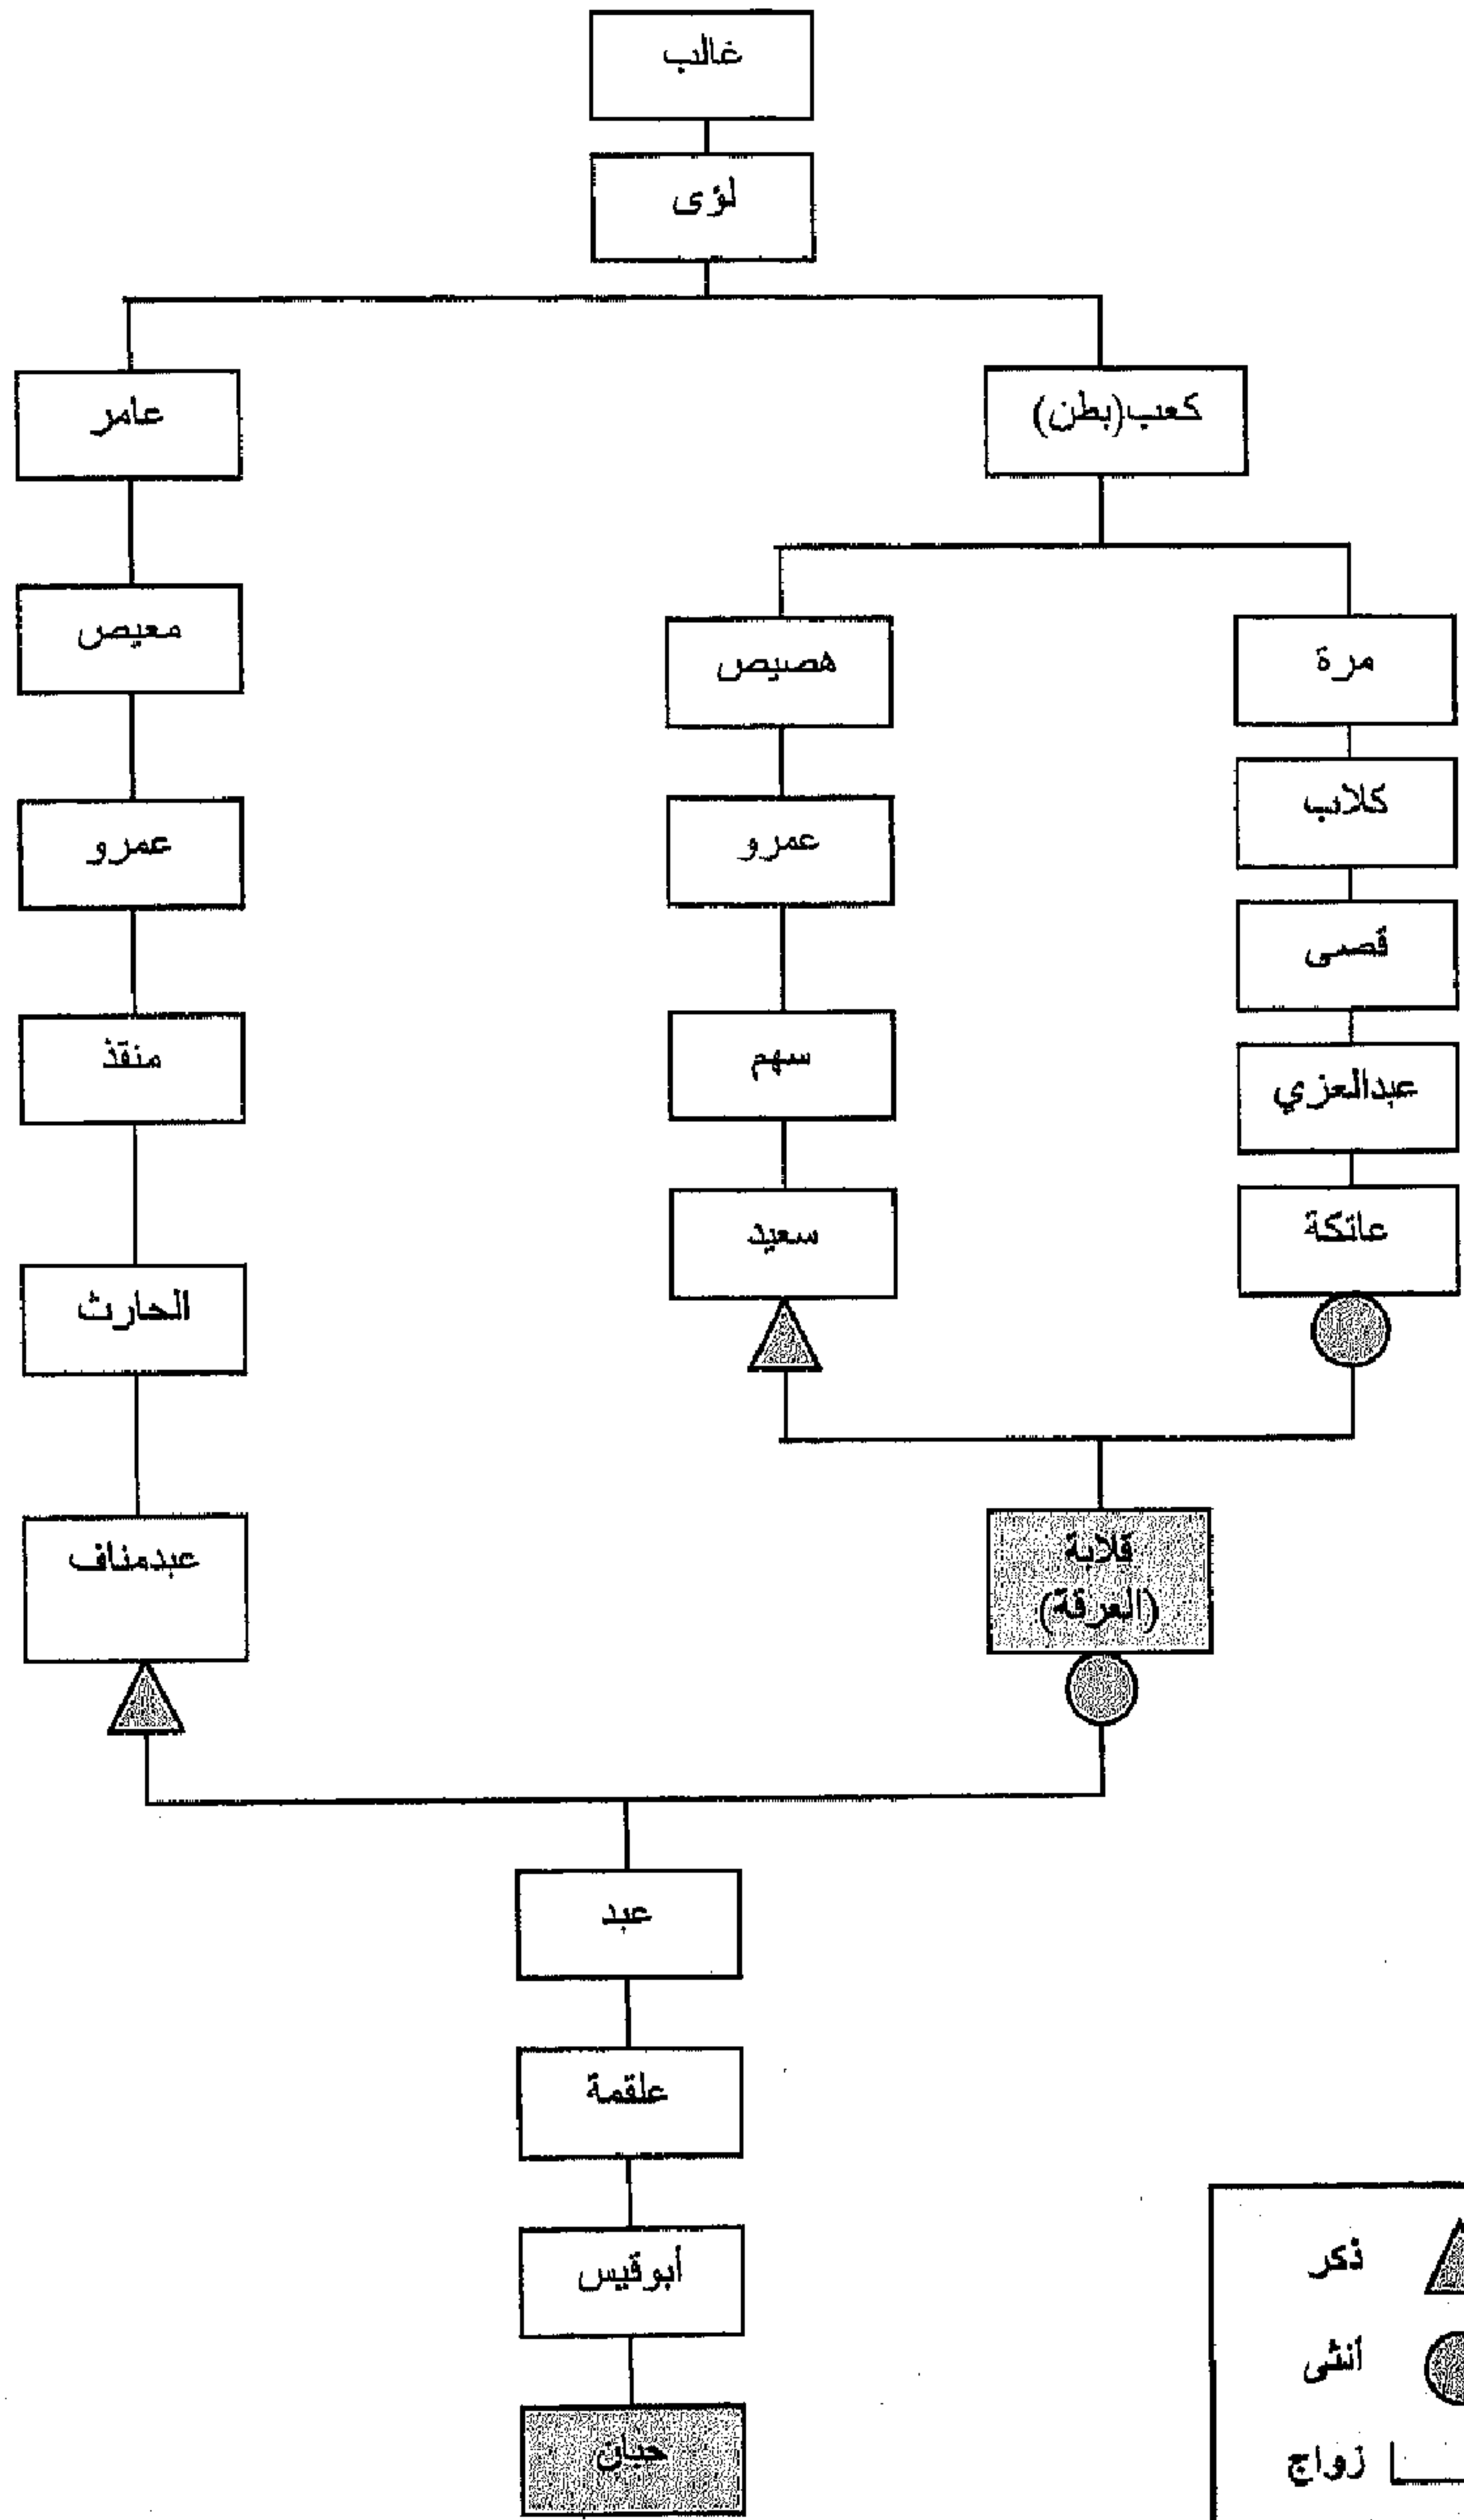 غالب
لؤى
كعب(بطن)
عامر
مرة
هصيص
معيص
كلاب
عمرو
عمرو
قصى
سهم
منقذ
عبدالعزي
عاتكة
سعيد
الحارث
قلابة
(العرقة)
عبدمناف
عبد
علقمة
أبوقيس
حبان
ذكر
انثى
زواج